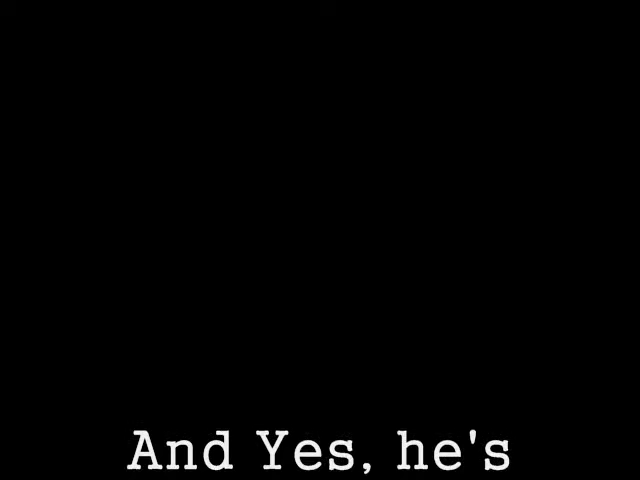 And Yes, he's